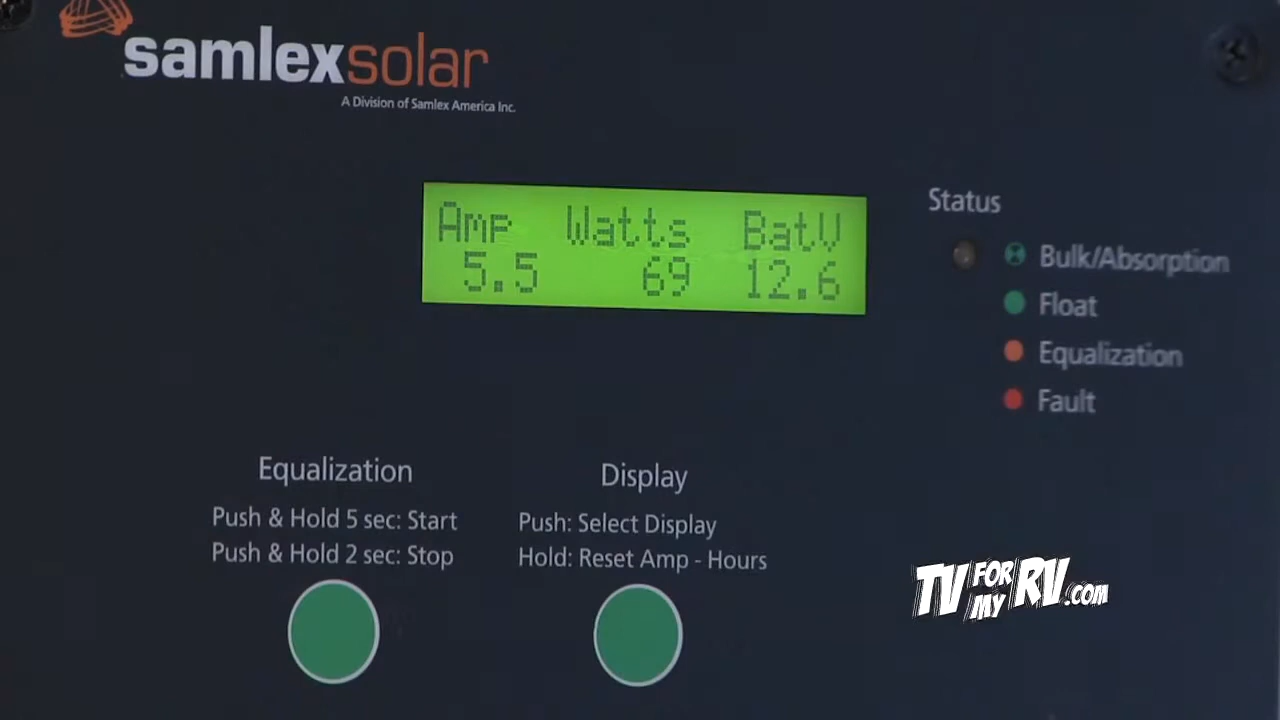 samlexsolar
A Division of Samlex America Inc.
Amp Watts BatV
5.5 69 12.6
Status
Bulk/Absorption
Float
Equalization
Fault
Equalization
Push & Hold 5 sec: Start
Push & Hold 2 sec: Stop
Display
Push: Select Display
Hold: Reset Amp - Hours
TV FOR MY RV.COM